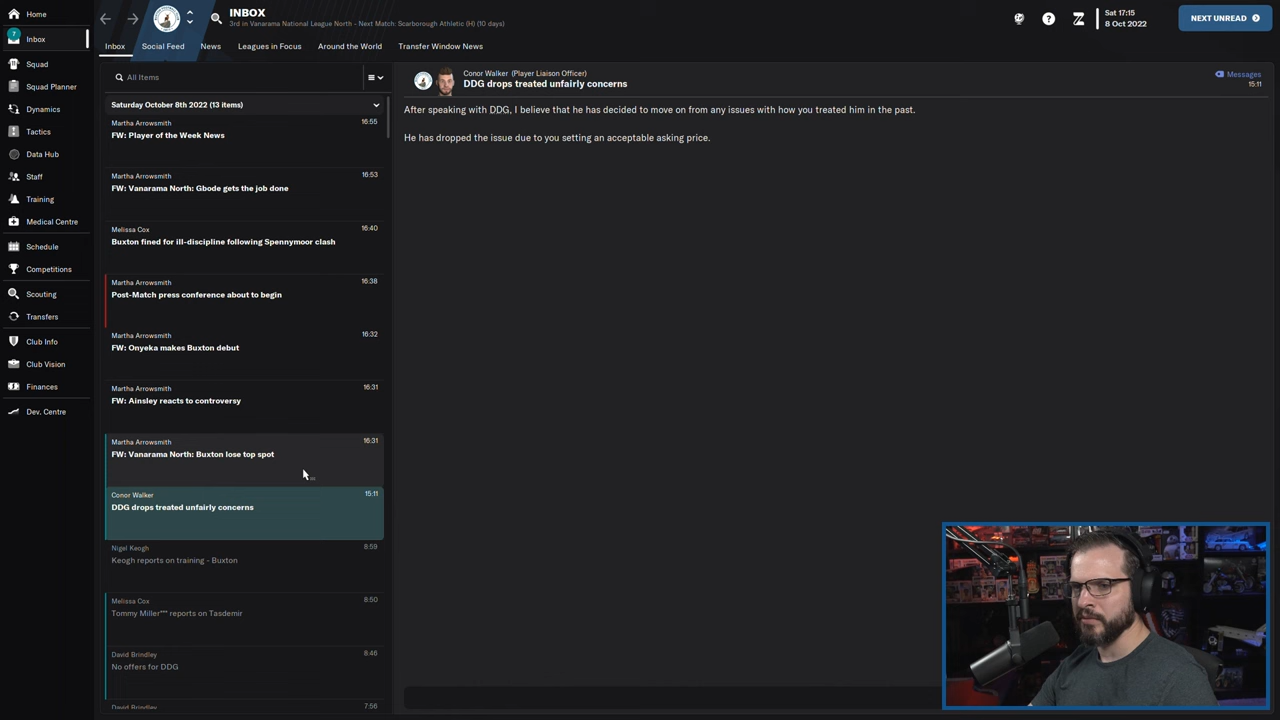 INBOX
3rd in Vanarama National League North - Next Match: Scarborough Athletic (H) (10 days)
Sat 17:15
8 Oct 2022
NEXT UNREAD
Home
7
Inbox
Squad
Squad Planner
Dynamics
Tactics
Data Hub
Staff
Training
Medical Centre
Schedule
Competitions
Scouting
Transfers
Club Info
Club Vision
Finances
Dev. Centre
Inbox
Social Feed
News
Leagues in Focus
Around the World
Transfer Window News
All Items
Saturday October 8th 2022 (13 items)
Martha Arrowsmith 16:55
FW: Player of the Week News
Martha Arrowsmith 16:53
FW: Vanarama North: Gbode gets the job done
Melissa Cox 16:40
Buxton fined for ill-discipline following Spennymoor clash
Martha Arrowsmith 16:38
Post-Match press conference about to begin
Martha Arrowsmith 16:32
FW: Onyeka makes Buxton debut
Martha Arrowsmith 16:31
FW: Ainsley reacts to controversy
Martha Arrowsmith 16:31
FW: Vanarama North: Buxton lose top spot
Conor Walker 15:11
DDG drops treated unfairly concerns
Nigel Keogh 8:59
Keogh reports on training - Buxton
Melissa Cox 8:50
Tommy Miller*** reports on Tasdemir
David Brindley 8:46
No offers for DDG
David Brindley 7:56
Conor Walker (Player Liaison Officer)
DDG drops treated unfairly concerns
Messages
15:11
After speaking with DDG, I believe that he has decided to move on from any issues with how you treated him in the past.
He has dropped the issue due to you setting an acceptable asking price.